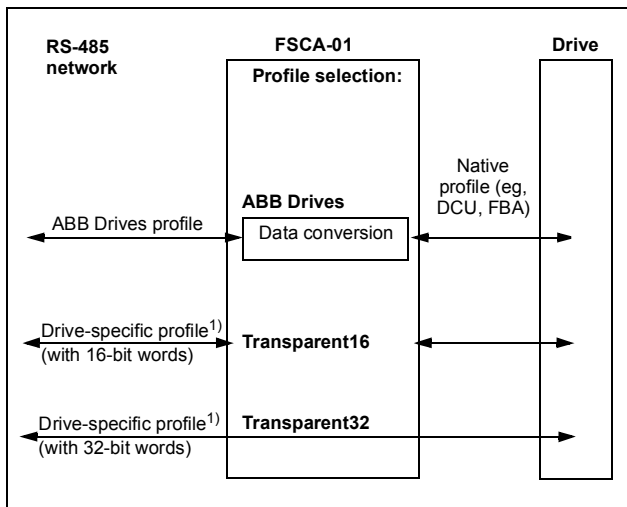 RS-485
network
FSCA-01
Profile selection:
Drive
Native
profile (eg,
DCU, FBA)
ABB Drives
ABB Drives profile
Data conversion
Drive-specific profile1)
(with 16-bit words)
Transparent16
Drive-specific profile1)
(with 32-bit words)
Transparent32